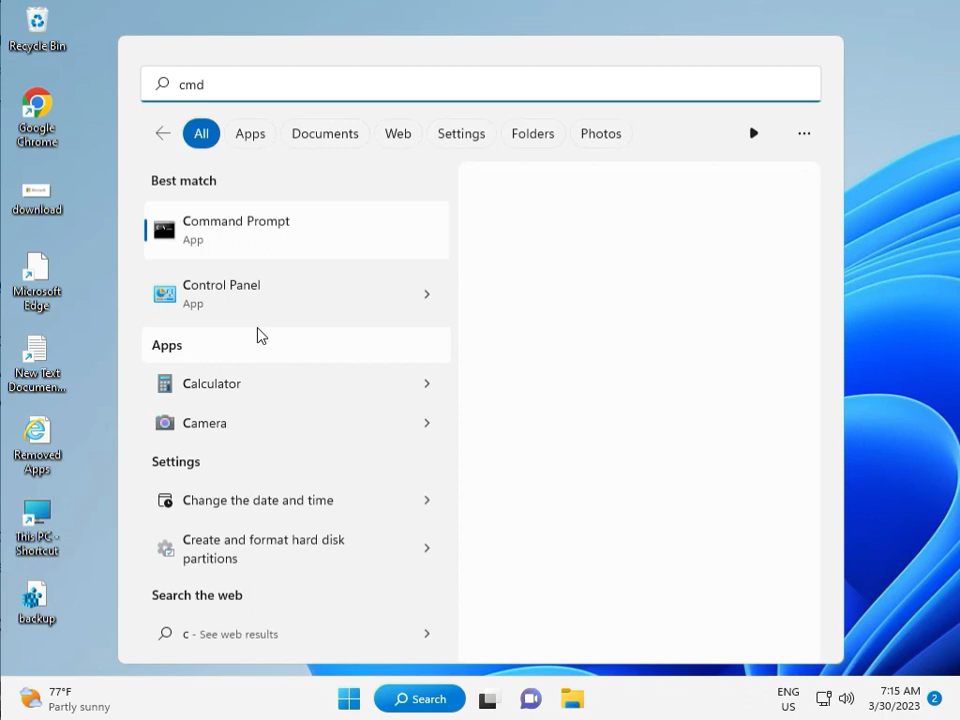 Recycle Bin
Google
Chrome
download
Microsoft
Edge
New Text
Documen...
Removed
Apps
This PC -
Shortcut
backup
cmd
All
Apps
Documents
Web
Settings
Folders
Photos
Best match
Command Prompt
App
Control Panel
App
Apps
Calculator
Camera
Settings
Change the date and time
Create and format hard disk
partitions
Search the web
c - See web results
77°F
Partly sunny
Search
ENG
US
7:15 AM
3/30/2023
2